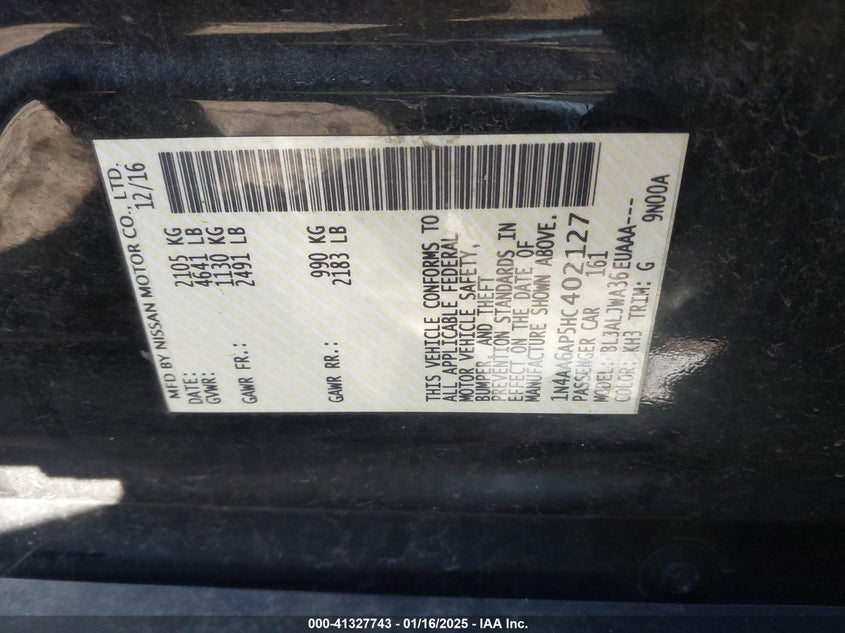 MFD BY NISSAN MOTOR CO., LTD.
DATE: 12/16
GVWR: 2105 KG
4641 LB
GAWR FR.: 1130 KG
2491 LB
GAWR RR.: 990 KG
2183 LB
THIS VEHICLE CONFORMS TO
ALL APPLICABLE FEDERAL
MOTOR VEHICLE SAFETY,
BUMPER, AND THEFT
PREVENTION STANDARDS IN
EFFECT ON THE DATE OF
MANUFACTURE SHOWN ABOVE.
1N4AA6AP5HC402127
PASSENGER CAR 161
MODEL: BL3ALJWA36EUAAA---
COLOR: KH3 TRIM: G 9N00A
000-41327743 — 01/16/2025 - IAA Inc.